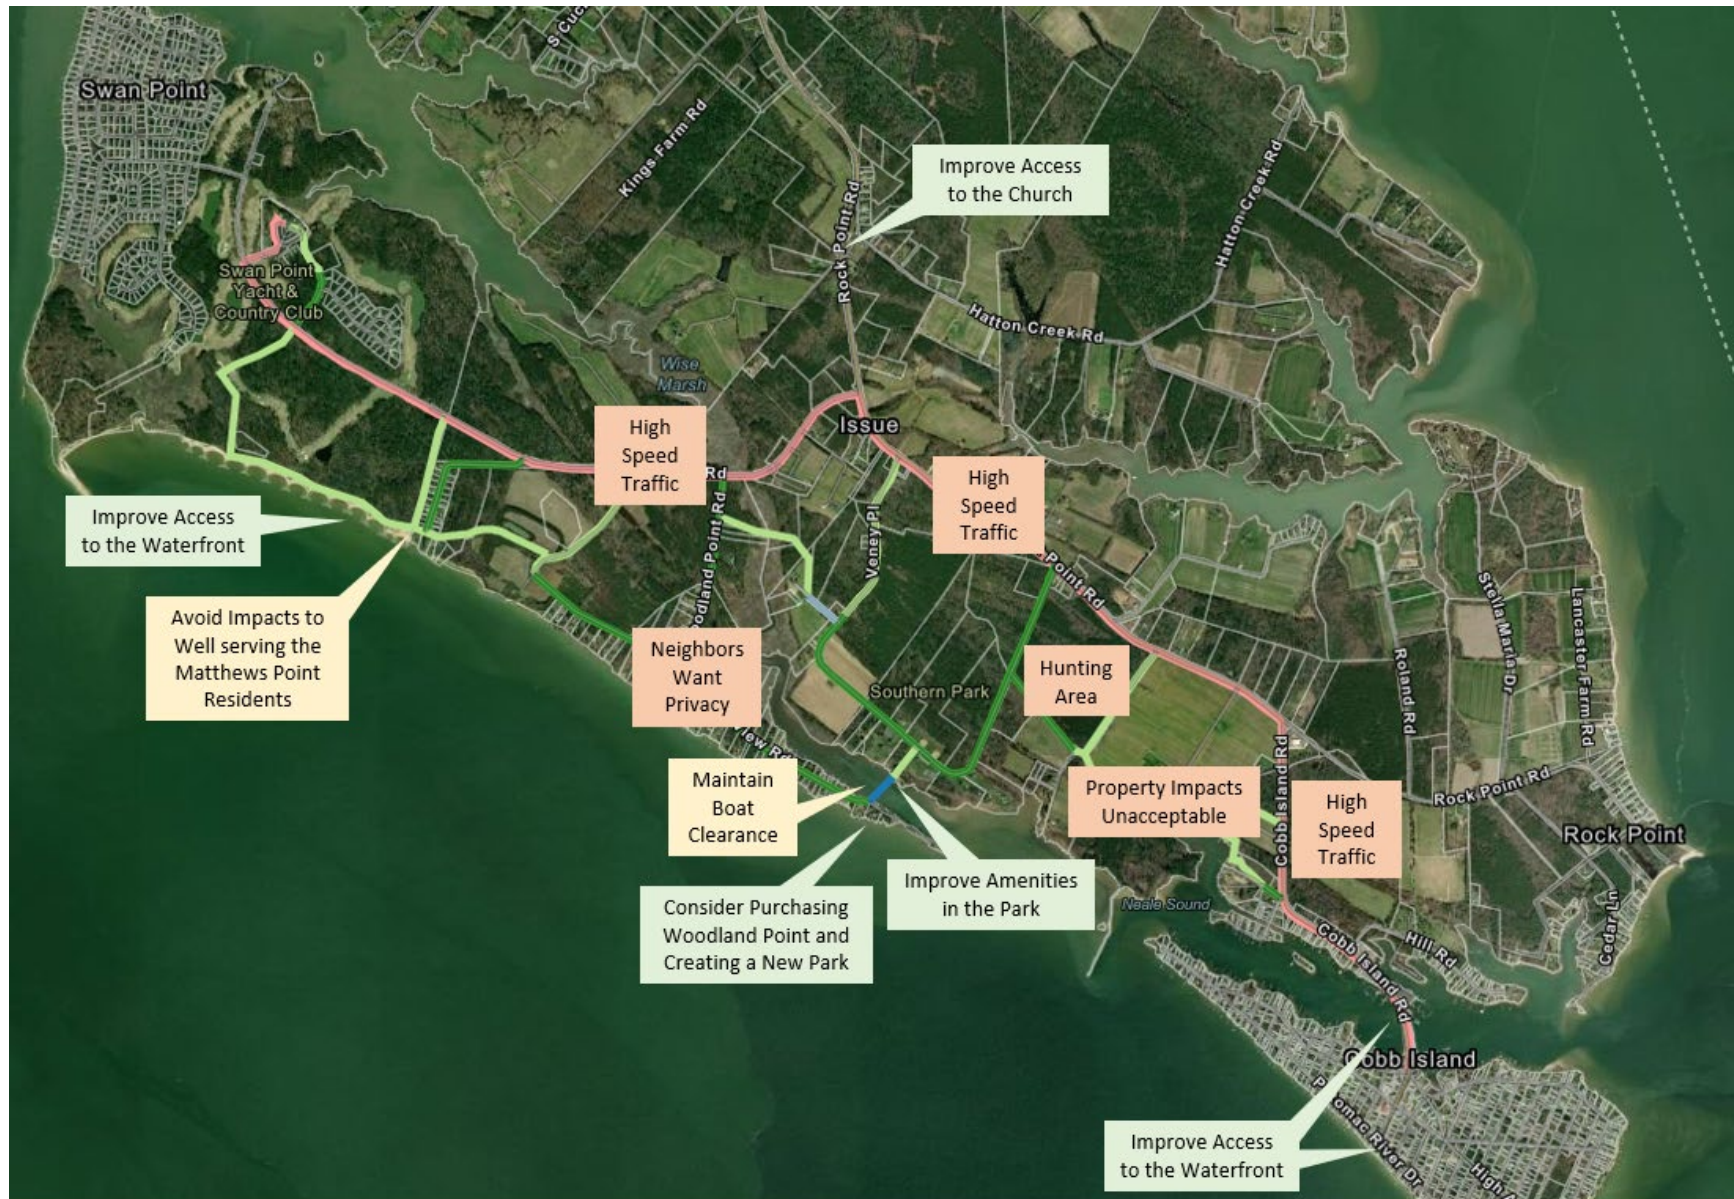 S Cuc
Swan Point
Kings Farm Rd
Improve Access
to the Church
Hatton Creek Rd
Rock Point Rd
Swan Point
Yacht &
Country Club
Hatton Creek Rd
Wise
Marsh
Issue
High
Speed
Traffic
Rd
High
Speed
Traffic
Improve Access
to the Waterfront
Veney Pl
oodland Point Rd
Point Rd
Avoid Impacts to
Well serving the
Matthews Point
Residents
Neighbors
Want
Privacy
Southern Park
Hunting
Area
Roland Rd
Stella Maria Dr
Lancaster Farm Rd
iew Rd
Maintain
Boat
Clearance
Property Impacts
Unacceptable
Cobb Island Rd
High
Speed
Traffic
Rock Point Rd
Rock Point
Improve Amenities
in the Park
Consider Purchasing
Woodland Point and
Creating a New Park
Neale Sound
Cobb Island Rd
Hill Rd
Cedar Ln
Cobb Island
Improve Access
to the Waterfront
P omac River Dr
High